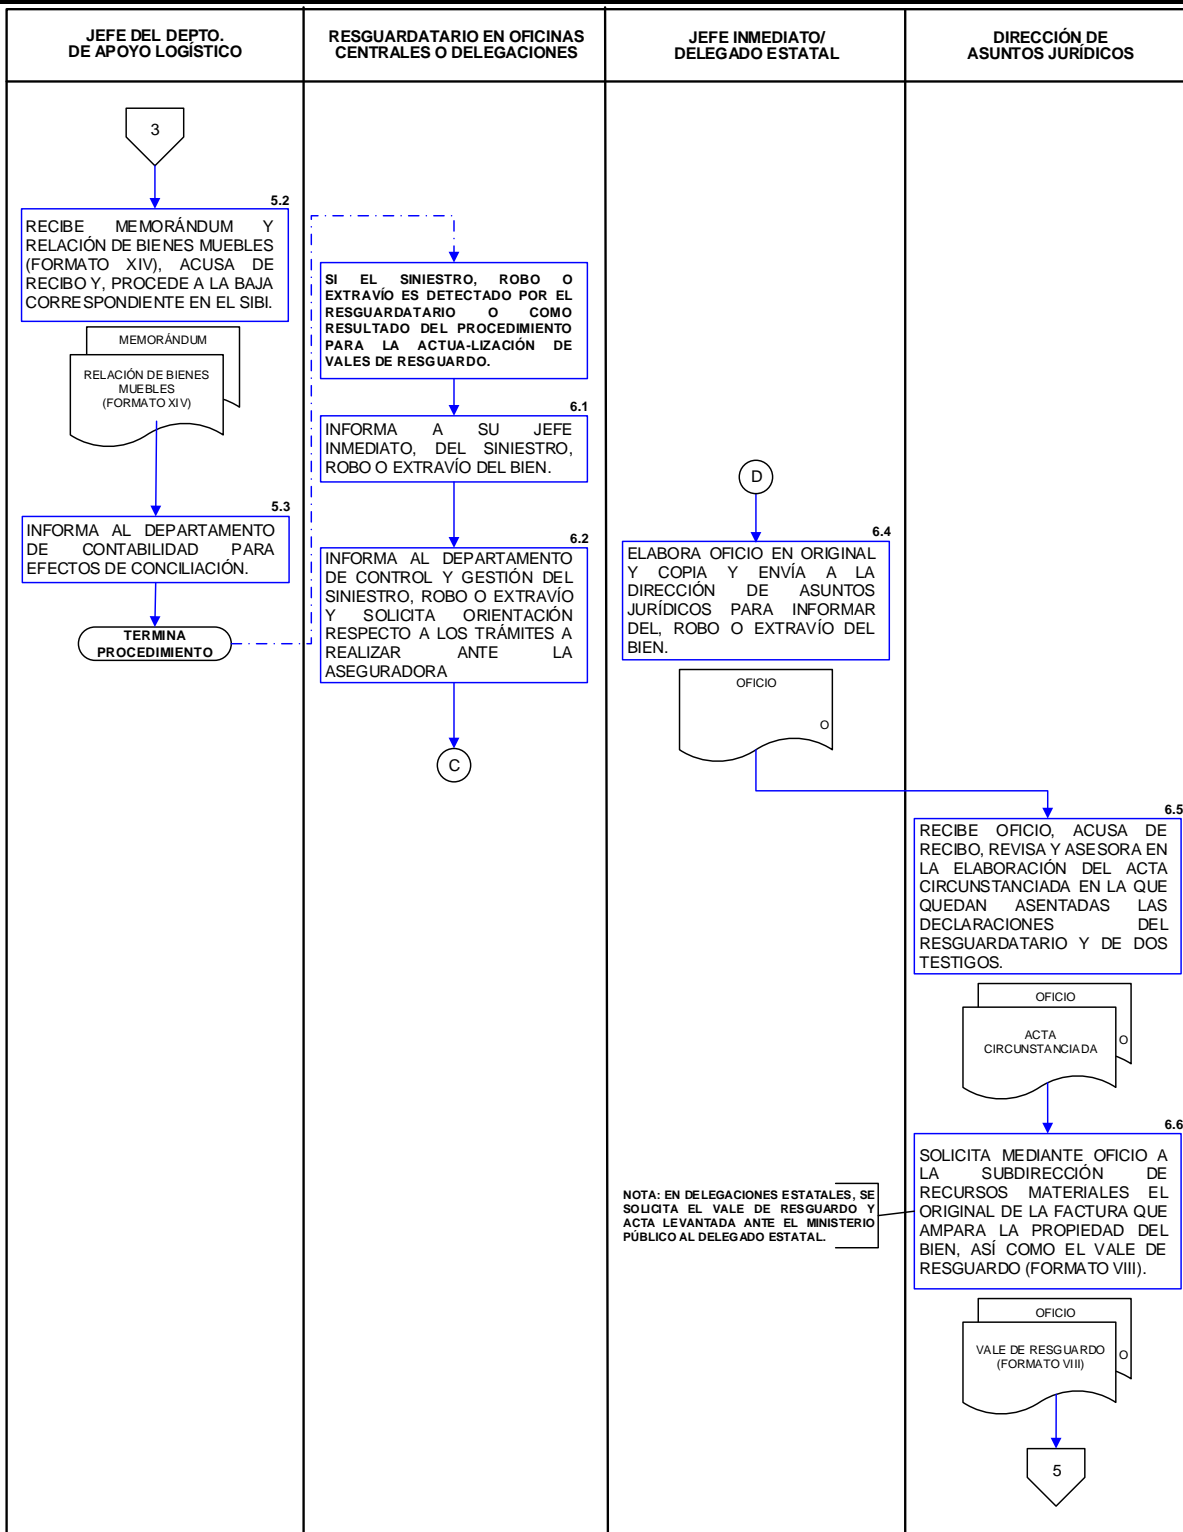 JEFE DEL DEPTO.
DE APOYO LOGÍSTICO
RESGUARDATARIO EN OFICINAS
CENTRALES O DELEGACIONES
JEFE INMEDIATO/
DELEGADO ESTATAL
DIRECCIÓN DE
ASUNTOS JURÍDICOS
3
5.2
RECIBE MEMORÁNDUM Y
RELACIÓN DE BIENES MUEBLES
(FORMATO XIV), ACUSA DE
RECIBO Y, PROCEDE A LA BAJA
CORRESPONDIENTE EN EL SIBI.
MEMORÁNDUM
RELACIÓN DE BIENES
MUEBLES
(FORMATO XIV)
5.3
INFORMA AL DEPARTAMENTO
DE CONTABILIDAD PARA
EFECTOS DE CONCILIACIÓN.
TERMINA
PROCEDIMIENTO
SI EL SINIESTRO, ROBO O
EXTRAVÍO ES DETECTADO POR EL
RESGUARDATARIO O COMO
RESULTADO DEL PROCEDIMIENTO
PARA LA ACTUA-LIZACIÓN DE
VALES DE RESGUARDO.
6.1
INFORMA A SU JEFE
INMEDIATO, DEL SINIESTRO,
ROBO O EXTRAVÍO DEL BIEN.
6.2
INFORMA AL DEPARTAMENTO
DE CONTROL Y GESTIÓN DEL
SINIESTRO, ROBO O EXTRAVÍO
Y SOLICITA ORIENTACIÓN
RESPECTO A LOS TRÁMITES A
REALIZAR ANTE LA
ASEGURADORA
C
D
6.4
ELABORA OFICIO EN ORIGINAL
Y COPIA Y ENVÍA A LA
DIRECCIÓN DE ASUNTOS
JURÍDICOS PARA INFORMAR
DEL, ROBO O EXTRAVÍO DEL
BIEN.
OFICIO
O
6.5
RECIBE OFICIO, ACUSA DE
RECIBO, REVISA Y ASESORA EN
LA ELABORACIÓN DEL ACTA
CIRCUNSTANCIADA EN LA QUE
QUEDAN ASENTADAS LAS
DECLARACIONES DEL
RESGUARDATARIO Y DE DOS
TESTIGOS.
OFICIO
ACTA
CIRCUNSTANCIADA
O
6.6
SOLICITA MEDIANTE OFICIO A
LA SUBDIRECCIÓN DE
RECURSOS MATERIALES EL
ORIGINAL DE LA FACTURA QUE
AMPARA LA PROPIEDAD DEL
BIEN, ASÍ COMO EL VALE DE
RESGUARDO (FORMATO VIII).
NOTA: EN DELEGACIONES ESTATALES, SE
SOLICITA EL VALE DE RESGUARDO Y
ACTA LEVANTADA ANTE EL MINISTERIO
PÚBLICO AL DELEGADO ESTATAL.
OFICIO
VALE DE RESGUARDO
(FORMATO VIII)
O
5